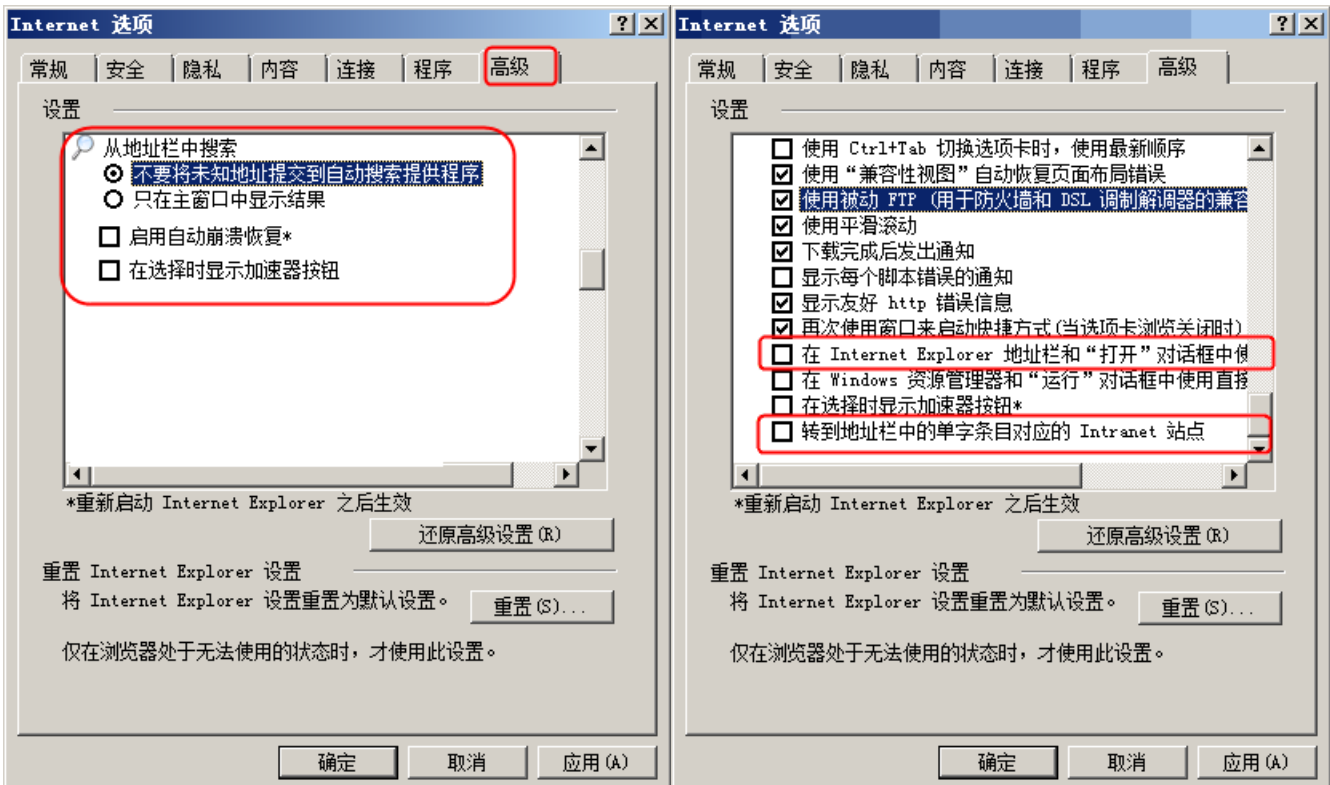 Internet 选项
常规 安全 隐私 内容 连接 程序 高级
设置
从地址栏中搜索
不要将未知地址提交到自动搜索提供程序
只在主窗口中显示结果
启用自动崩溃恢复*
在选择时显示加速器按钮
*重新启动 Internet Explorer 之后生效
还原高级设置(R)
重置 Internet Explorer 设置
将 Internet Explorer 设置重置为默认设置。
重置(S)...
仅在浏览器处于无法使用的状态时，才使用此设置。
确定 取消 应用(A)
Internet 选项
常规 安全 隐私 内容 连接 程序 高级
设置
使用 Ctrl+Tab 切换选项卡时，使用最新顺序
使用“兼容性视图”自动恢复页面布局错误
使用被动 FTP (用于防火墙和 DSL 调制解调器的兼容
使用平滑滚动
下载完成后发出通知
显示每个脚本错误的通知
显示友好 http 错误信息
再次使用窗口来启动快捷方式(当选项卡浏览关闭时)
在 Internet Explorer 地址栏和“打开”对话框中使
在 Windows 资源管理器和“运行”对话框中使用直接
在选择时显示加速器按钮*
转到地址栏中的单字条目对应的 Intranet 站点
*重新启动 Internet Explorer 之后生效
还原高级设置(R)
重置 Internet Explorer 设置
将 Internet Explorer 设置重置为默认设置。
重置(S)...
仅在浏览器处于无法使用的状态时，才使用此设置。
确定 取消 应用(A)